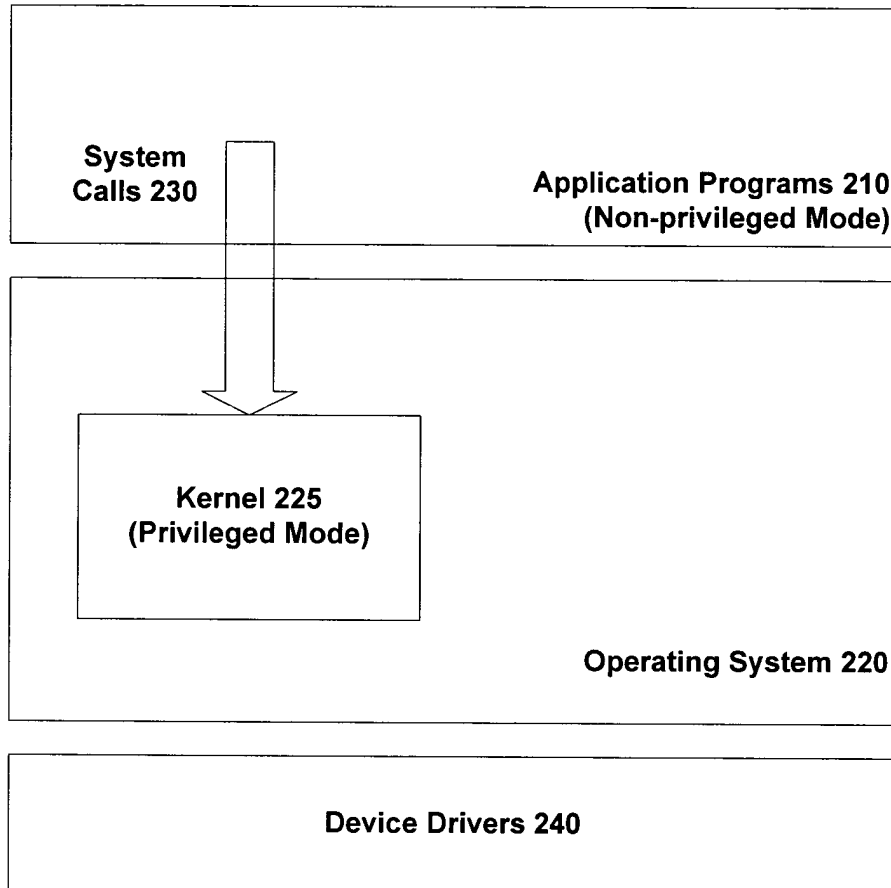 System
Calls 230
Application Programs 210
(Non-privileged Mode)
Kernel 225
(Privileged Mode)
Operating System 220
Device Drivers 240